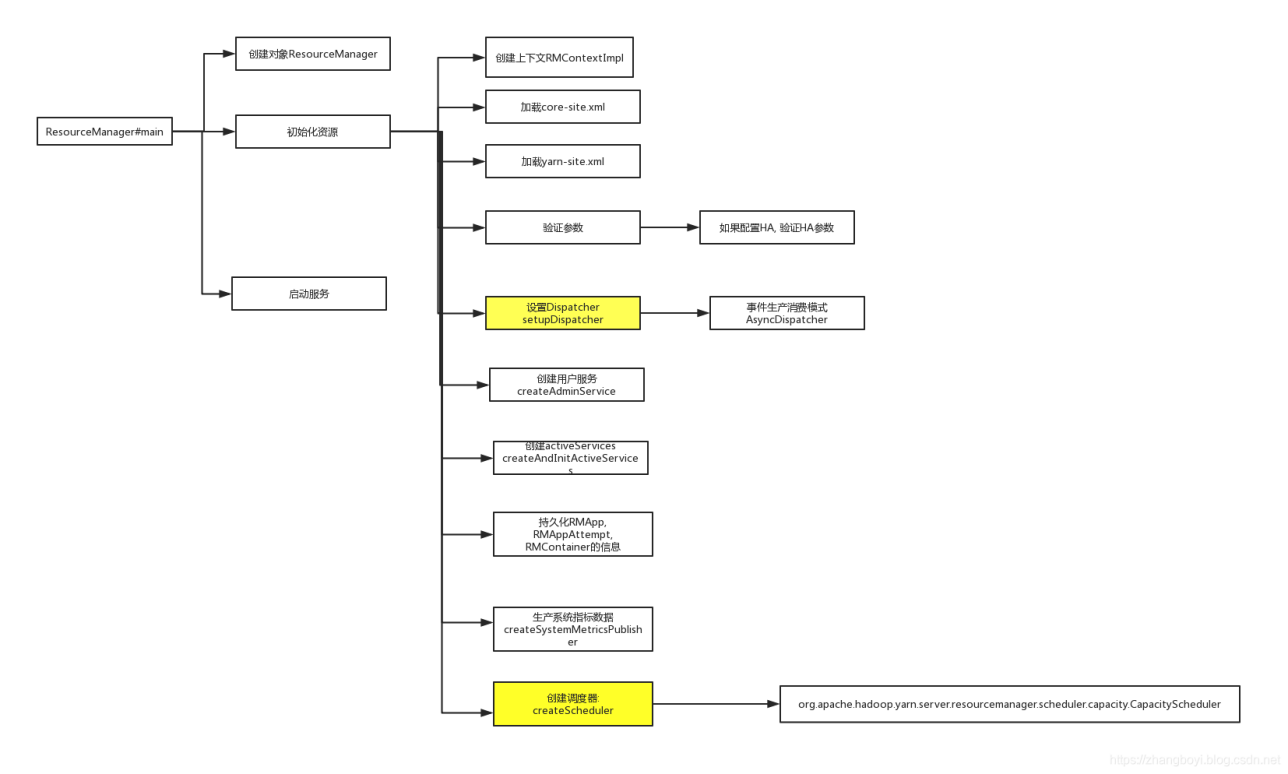 创建对象ResourceManager
创建上下文RMContextImpl
加载core-site.xml
ResourceManager#main
初始化资源
加载yarn-site.xml
验证参数
如果配置HA, 验证HA参数
启动服务
设置Dispatcher
setupDispatcher
事件生产消费模式
AsyncDispatcher
创建用户服务
createAdminService
创建activeServices
createAndInitActiveService
s
持久化RMApp,
RMAppAttempt,
RMContainer的信息
生产系统指标数据
createSystemMetricsPublish
er
创建调度器:
createScheduler
org.apache.hadoop.yarn.server.resourcemanager.scheduler.capacity.CapacityScheduler
https://zhangboyi.blog.csdn.net